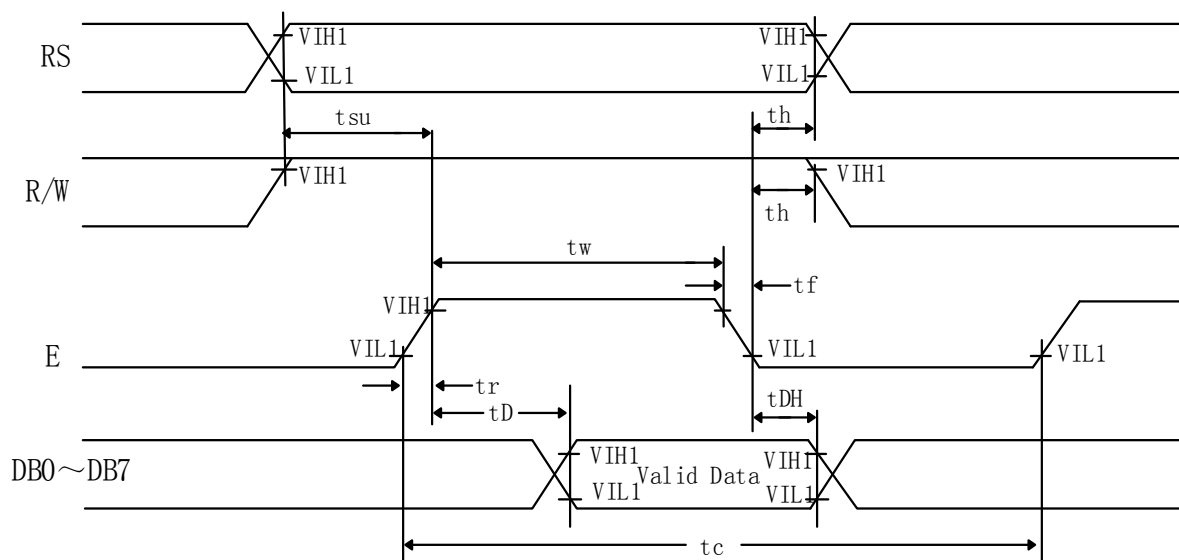 RS
VIH1
VIL1
VIH1
VIL1
tsu
th
R/W
VIH1
VIH1
th
tw
tf
E
VIH1
VIL1
VIL1
VIL1
tr
tD
tDH
DB0～DB7
VIH1
VIL1
Valid Data
VIH1
VIL1
tc